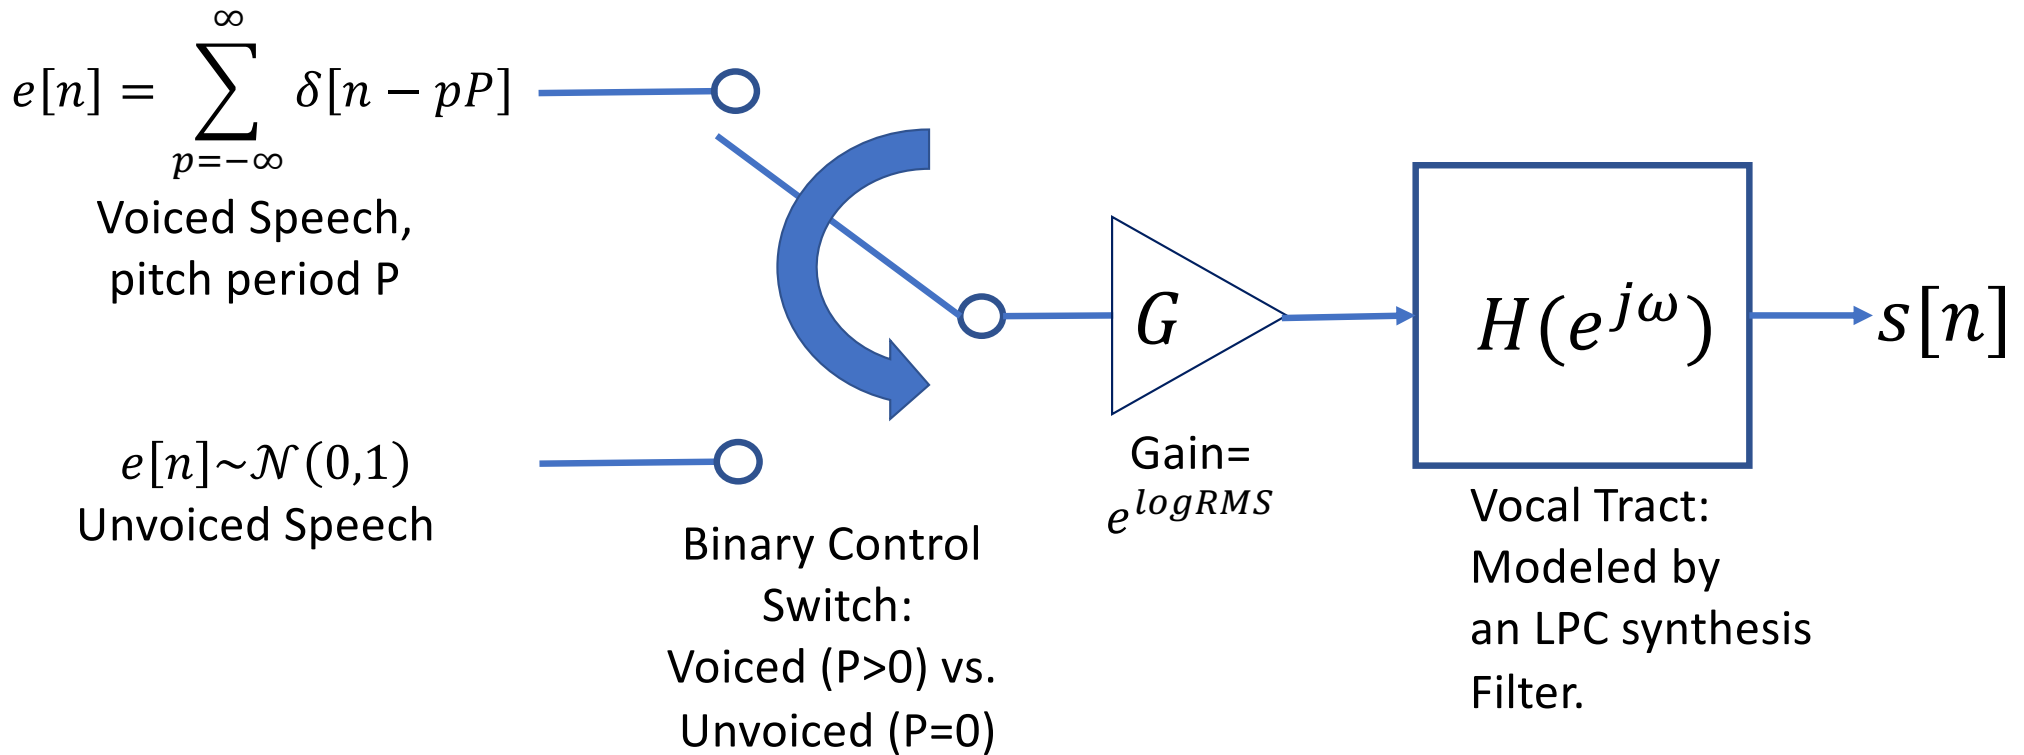 e[n] = ∑_{p=−∞}^{∞} δ[n − pP]
Voiced Speech,
pitch period P
e[n]~𝒩(0,1)
Unvoiced Speech
Binary Control
Switch:
Voiced (P>0) vs.
Unvoiced (P=0)
G
Gain=
e^{logRMS}
H(e^{jω})
Vocal Tract:
Modeled by
an LPC synthesis
Filter.
s[n]